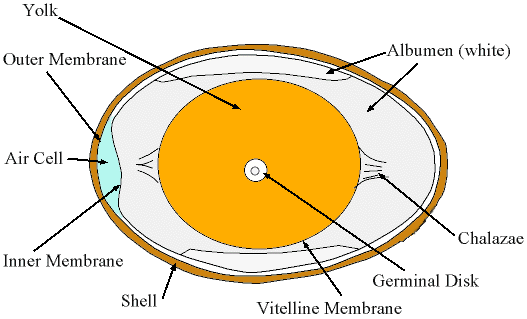 Yolk
Albumen (white)
Outer Membrane
Air Cell
Inner Membrane
Shell
Vitelline Membrane
Germinal Disk
Chalazae